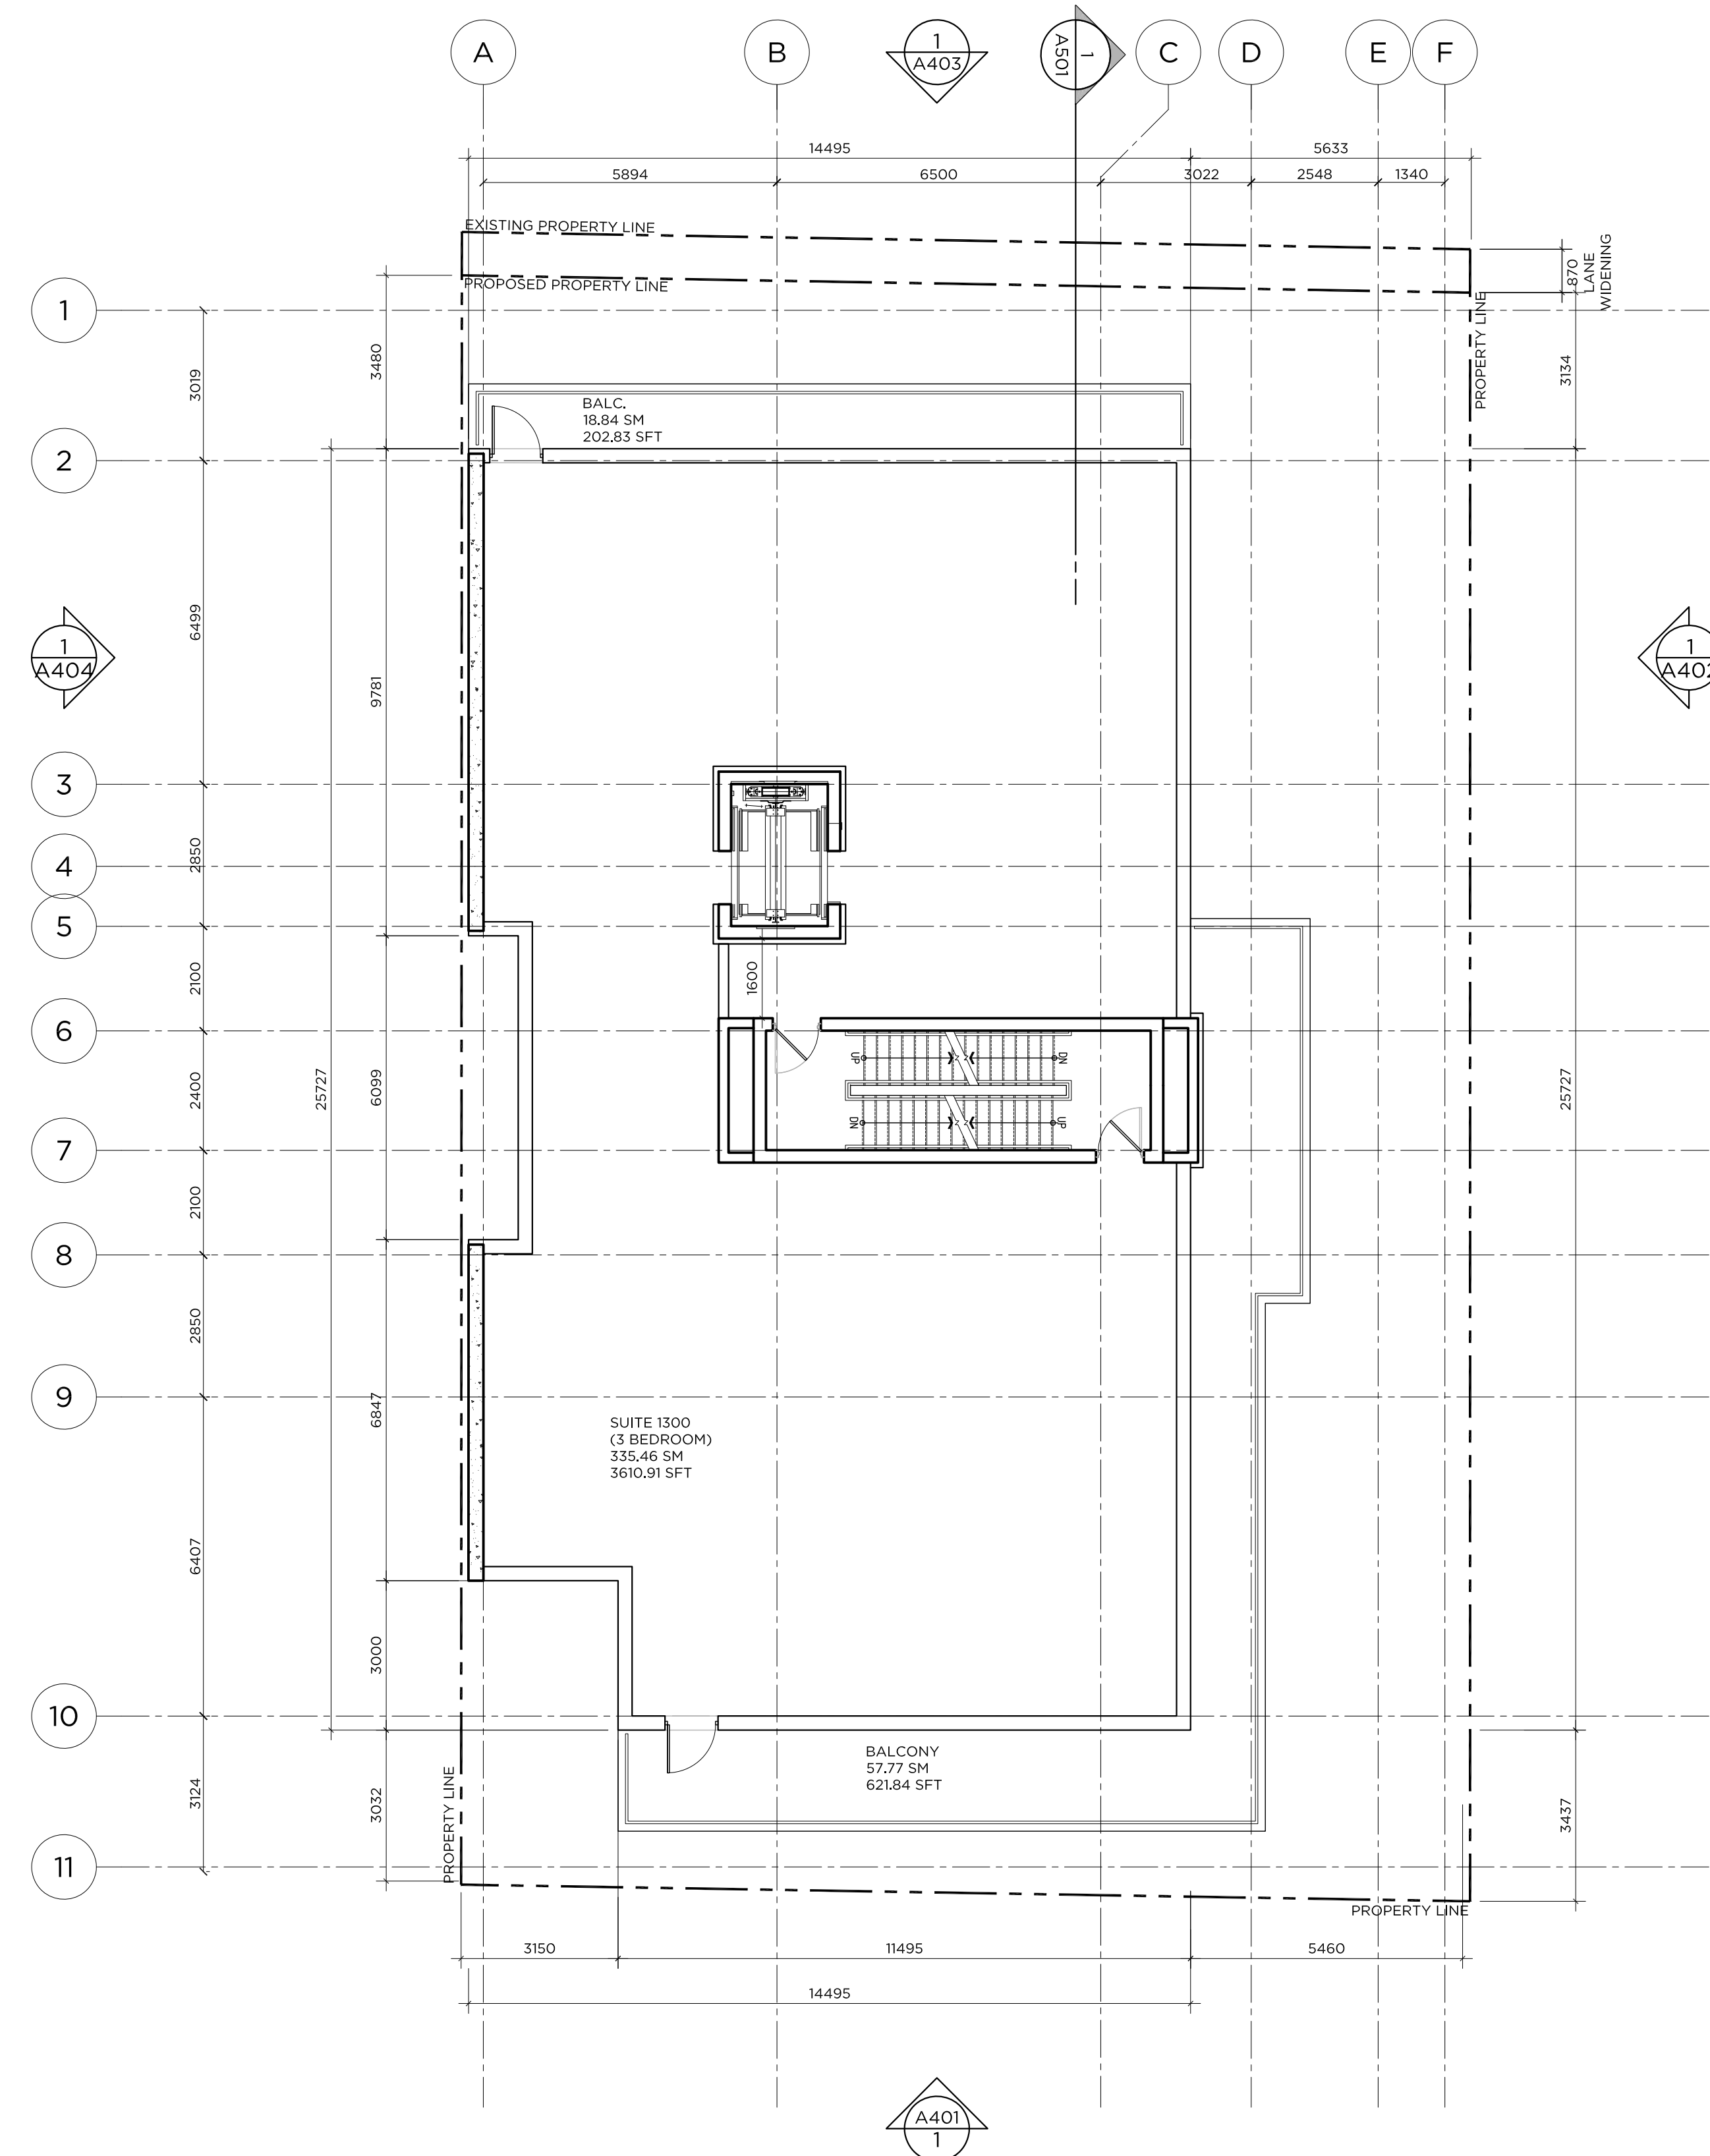 A
B
1
A403
1
A501
C
D
E
F
14495
5633
5894
6500
3022
2548
1340
EXISTING PROPERTY LINE
PROPOSED PROPERTY LINE
870
LANE
WIDENING
PROPERTY LINE
1
3019
3480
3134
BALC.
18.84 SM
202.83 SFT
2
6499
1
A404
1
A402
9781
3
2850
4
5
2100
1600
6
UP
DN
25727
2400
6099
25727
DN
UP
7
2100
8
2850
9
6847
SUITE 1300
(3 BEDROOM)
335.46 SM
3610.91 SFT
6407
3000
10
BALCONY
57.77 SM
621.84 SFT
3124
3032
PROPERTY LINE
3437
11
PROPERTY LINE
3150
11495
5460
14495
A401
1